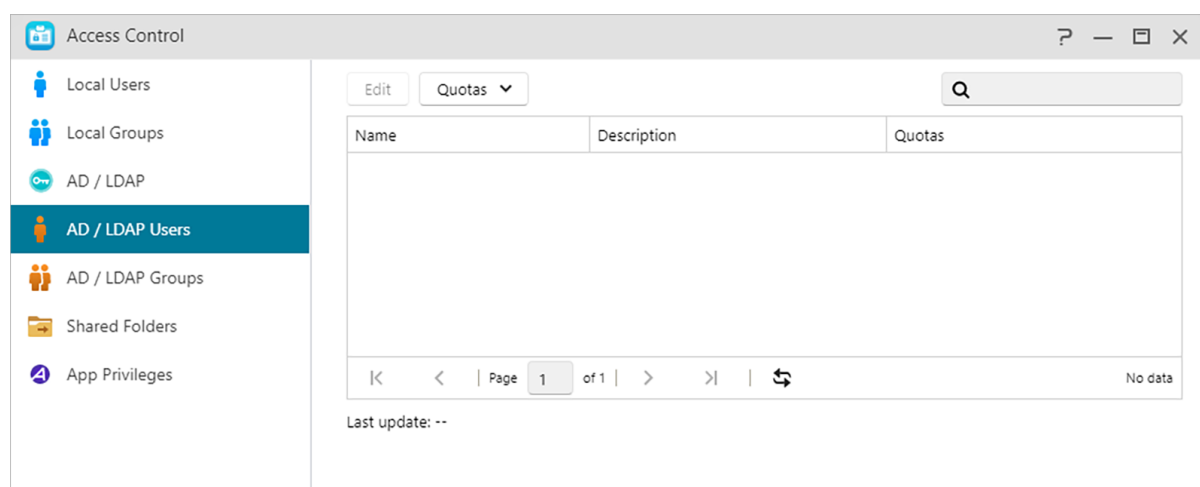 Access Control
Local Users
Local Groups
AD / LDAP
AD / LDAP Users
AD / LDAP Groups
Shared Folders
App Privileges
Edit
Quotas
Name Description Quotas
Page 1 of 1 No data
Last update: --